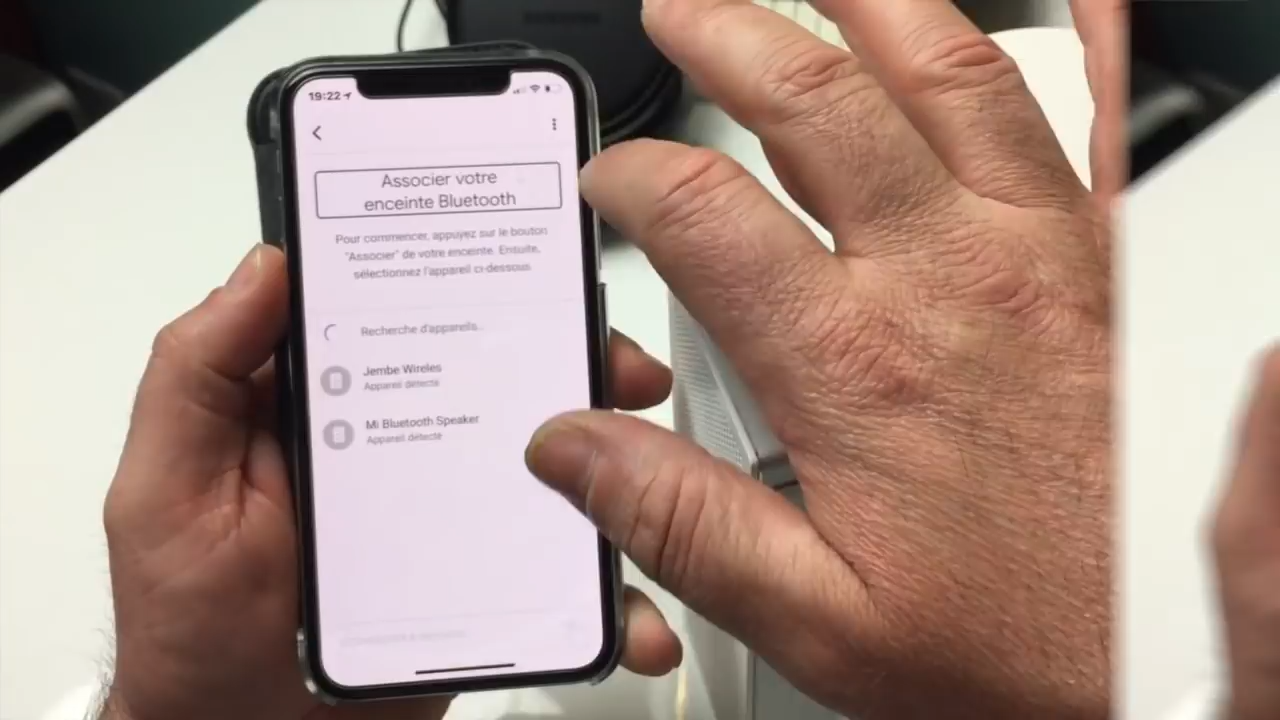 19:22
Associer votre
enceinte Bluetooth
Pour commencer, appuyez sur le bouton
"Associer" de votre enceinte. Ensuite,
sélectionnez l'appareil ci-dessous.
Recherche d'appareils...
Jembe Wireles
Appareil détecté
Mi Bluetooth Speaker
Appareil détecté